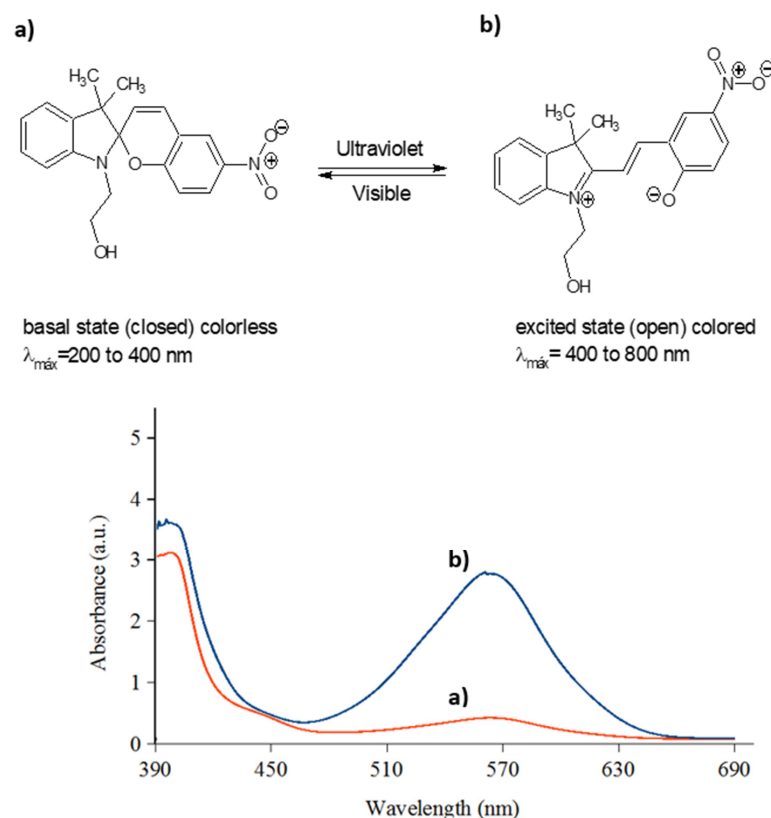 a)
b)
H₃C
CH₃
N
O
N⊕
O⊖
O
OH
Ultraviolet
Visible
CH₃
H₃C
N⊕
O
N⊕
O⊖
O⊖
OH
basal state (closed) colorless
λmáx=200 to 400 nm
excited state (open) colored
λmáx= 400 to 800 nm
Absorbance (a.u.)
5
4
3
2
1
0
b)
a)
390 450 510 570 630 690
Wavelength (nm)